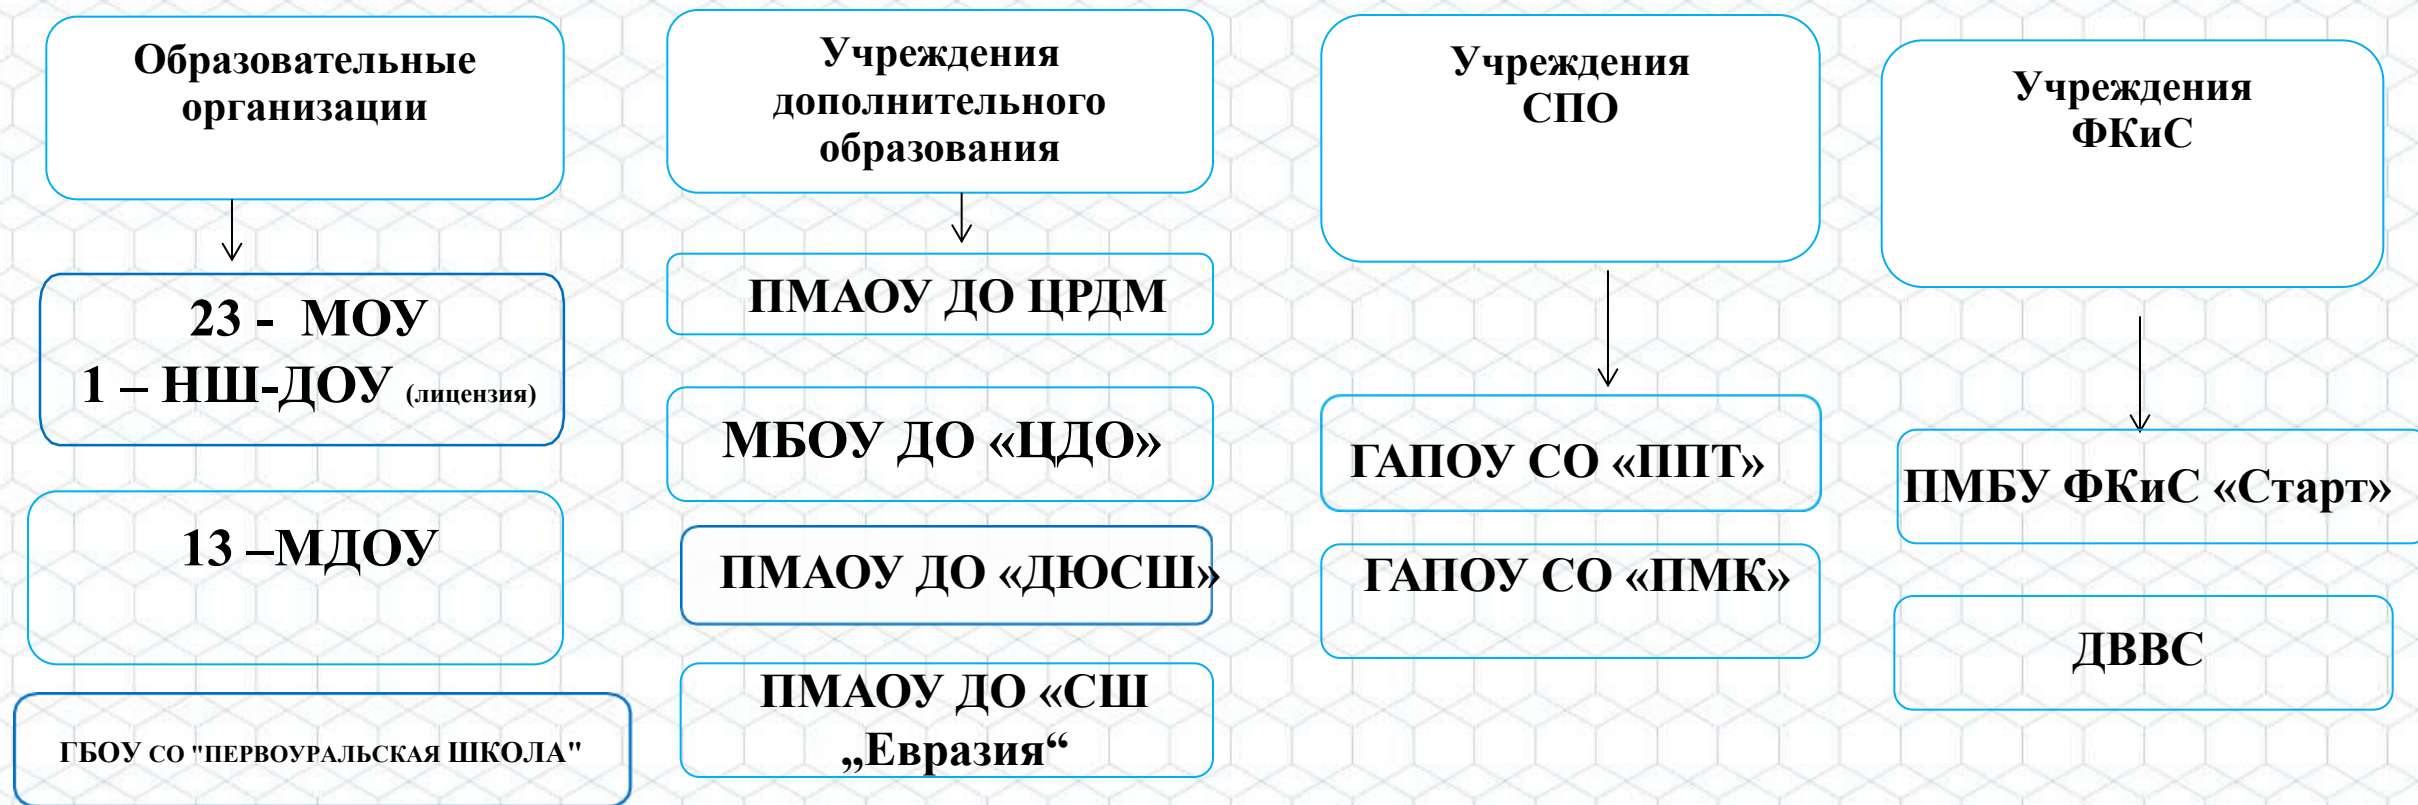 Образовательные
организации
23 - МОУ
1 – НШ-ДОУ (лицензия)
13 –МДОУ
ГБОУ СО "ПЕРВОУРАЛЬСКАЯ ШКОЛА"
Учреждения
дополнительного
образования
ПМАОУ ДО ЦРДМ
МБОУ ДО «ЦДО»
ПМАОУ ДО «ДЮСШ»
ПМАОУ ДО «СШ
„Евразия“
Учреждения
СПО
ГАПОУ СО «ППТ»
ГАПОУ СО «ПМК»
Учреждения
ФКиС
ПМБУ ФКиС «Старт»
ДВВС